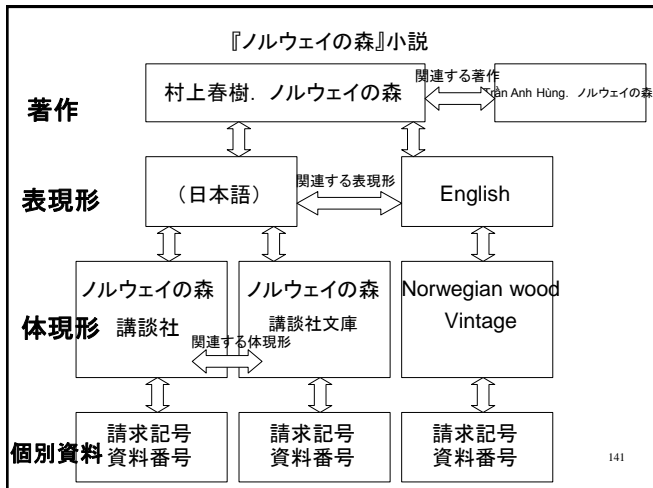 『ノルウェイの森』小説
著作
村上春樹．ノルウェイの森
関連する著作
Trần Anh Hùng．ノルウェイの森
表現形
（日本語）
関連する表現形
English
体現形
ノルウェイの森
講談社
関連する体現形
ノルウェイの森
講談社文庫
Norwegian wood
Vintage
個別資料
請求記号
資料番号
請求記号
資料番号
請求記号
資料番号
141